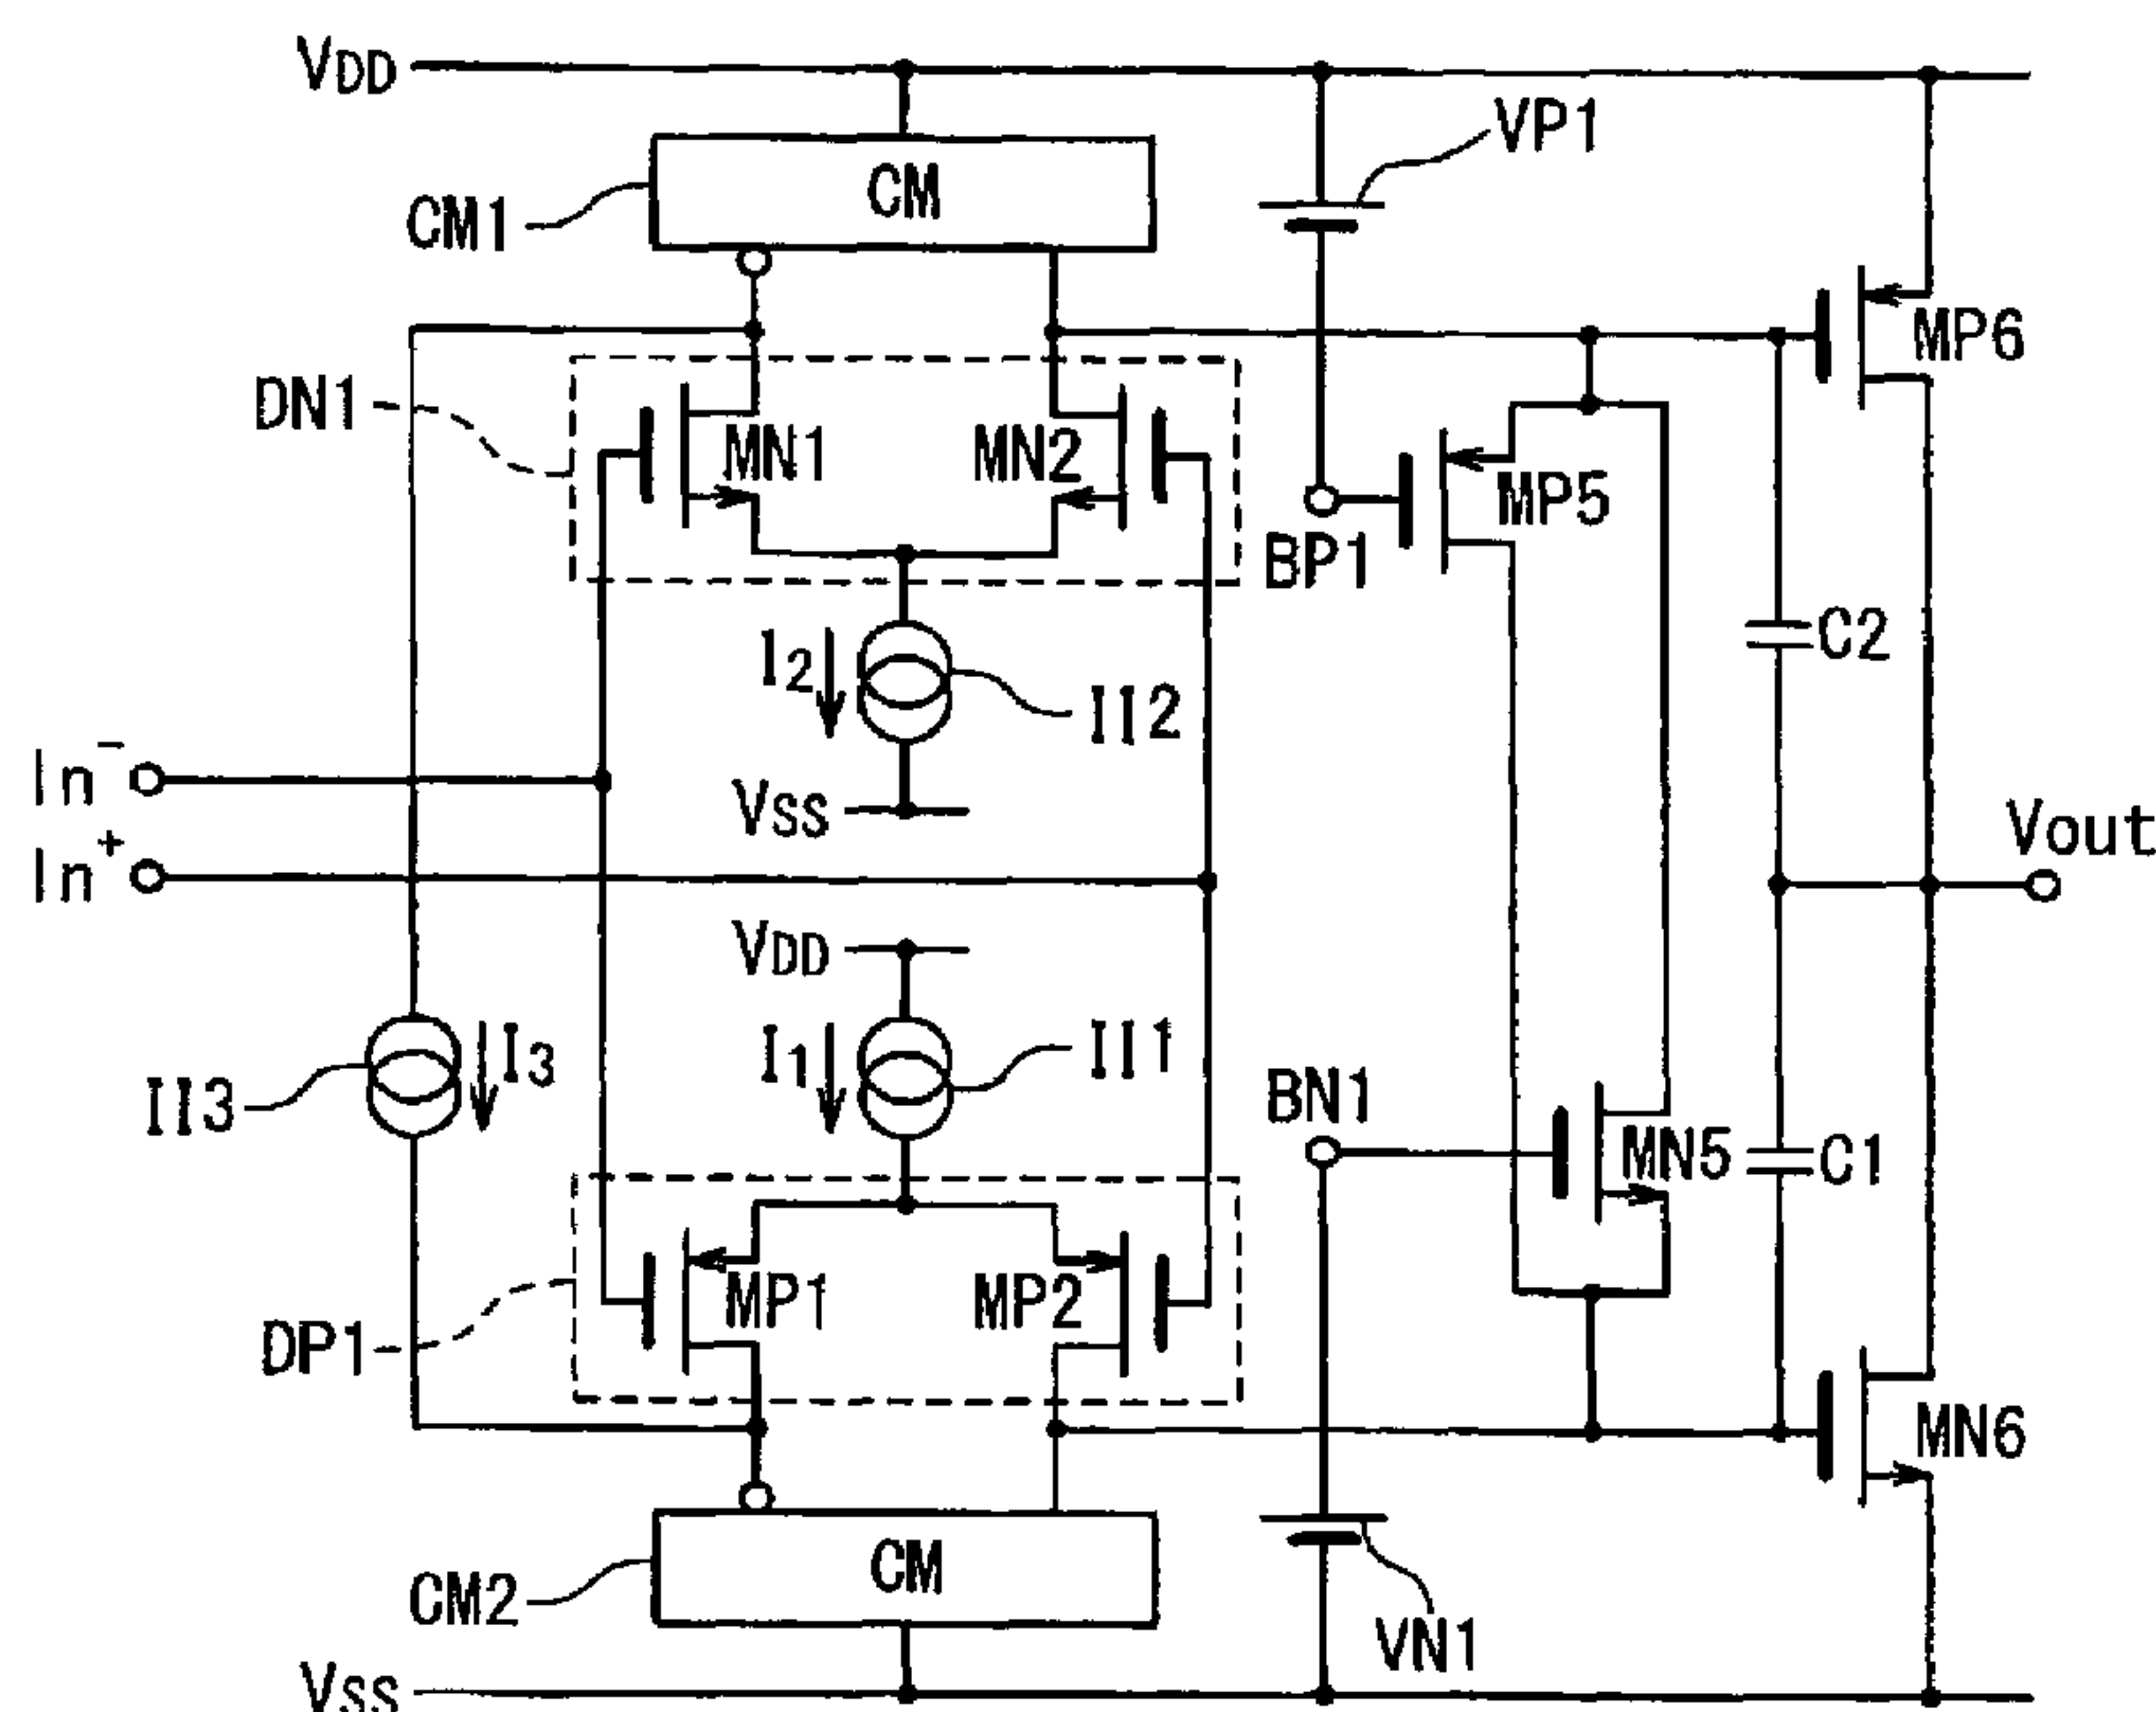 VDD
VP1
CM
CM1
MP6
DN1
MN1
MN2
MP5
BP1
I2
C2
II2
In-
VSS
Vout
In+
VDD
I3
I1
II1
II3
BN1
MN5
C1
MP1
MP2
DP1
MN6
CM
CM2
VN1
VSS